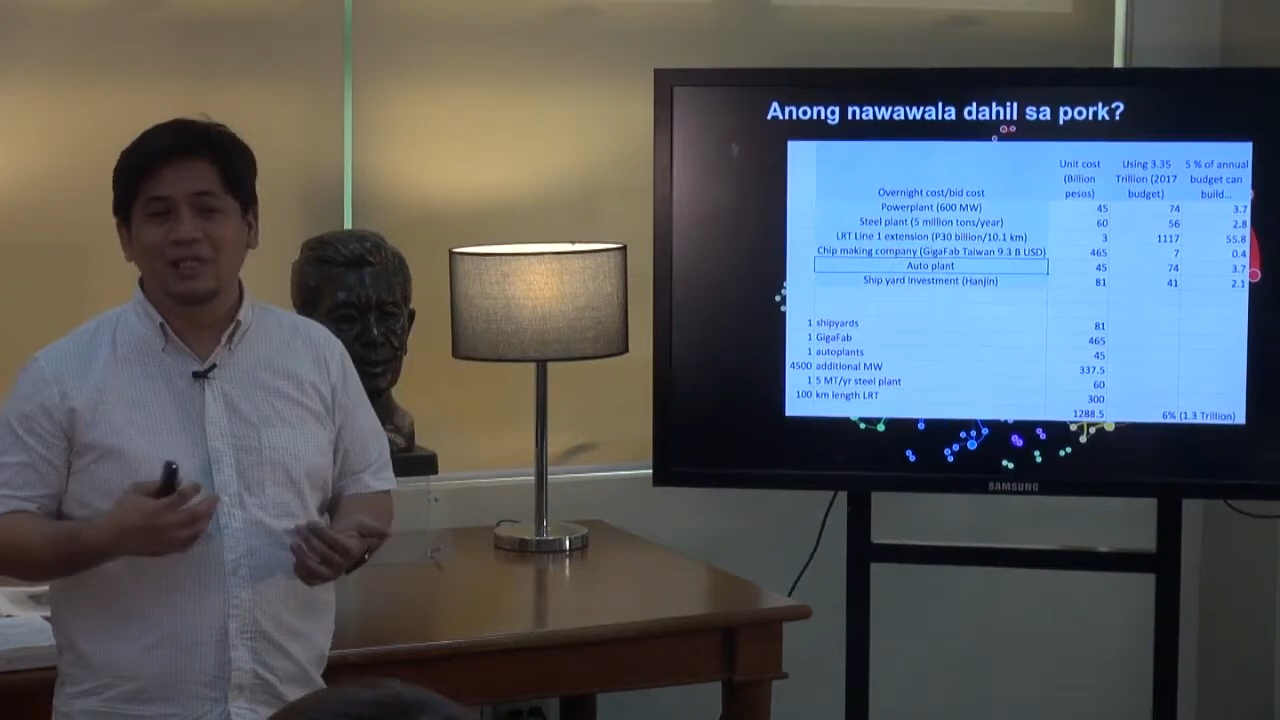 Anong nawawala dahil sa pork?
Unit cost (Billion pesos) Using 3.35 Trillion (2017 budget) 5 % of annual budget can build...
Overnight cost/bid cost
Powerplant (600 MW) 45 74 3.7
Steel plant (5 million tons/year) 60 56 2.8
LRT Line 1 extension (P30 billion/10.1 km) 3 1117 55.8
Chip making company (GigaFab Taiwan 9.3 B USD) 465 7 0.4
Auto plant 45 74 3.7
Ship yard investment (Hanjin) 81 41 2.1
1 shipyards 81
1 GigaFab 465
1 autoplants 45
4500 additional MW 337.5
1 5 MT/yr steel plant 60
100 km length LRT 300
1288.5 6% (1.3 Trillion)
SAMSUNG